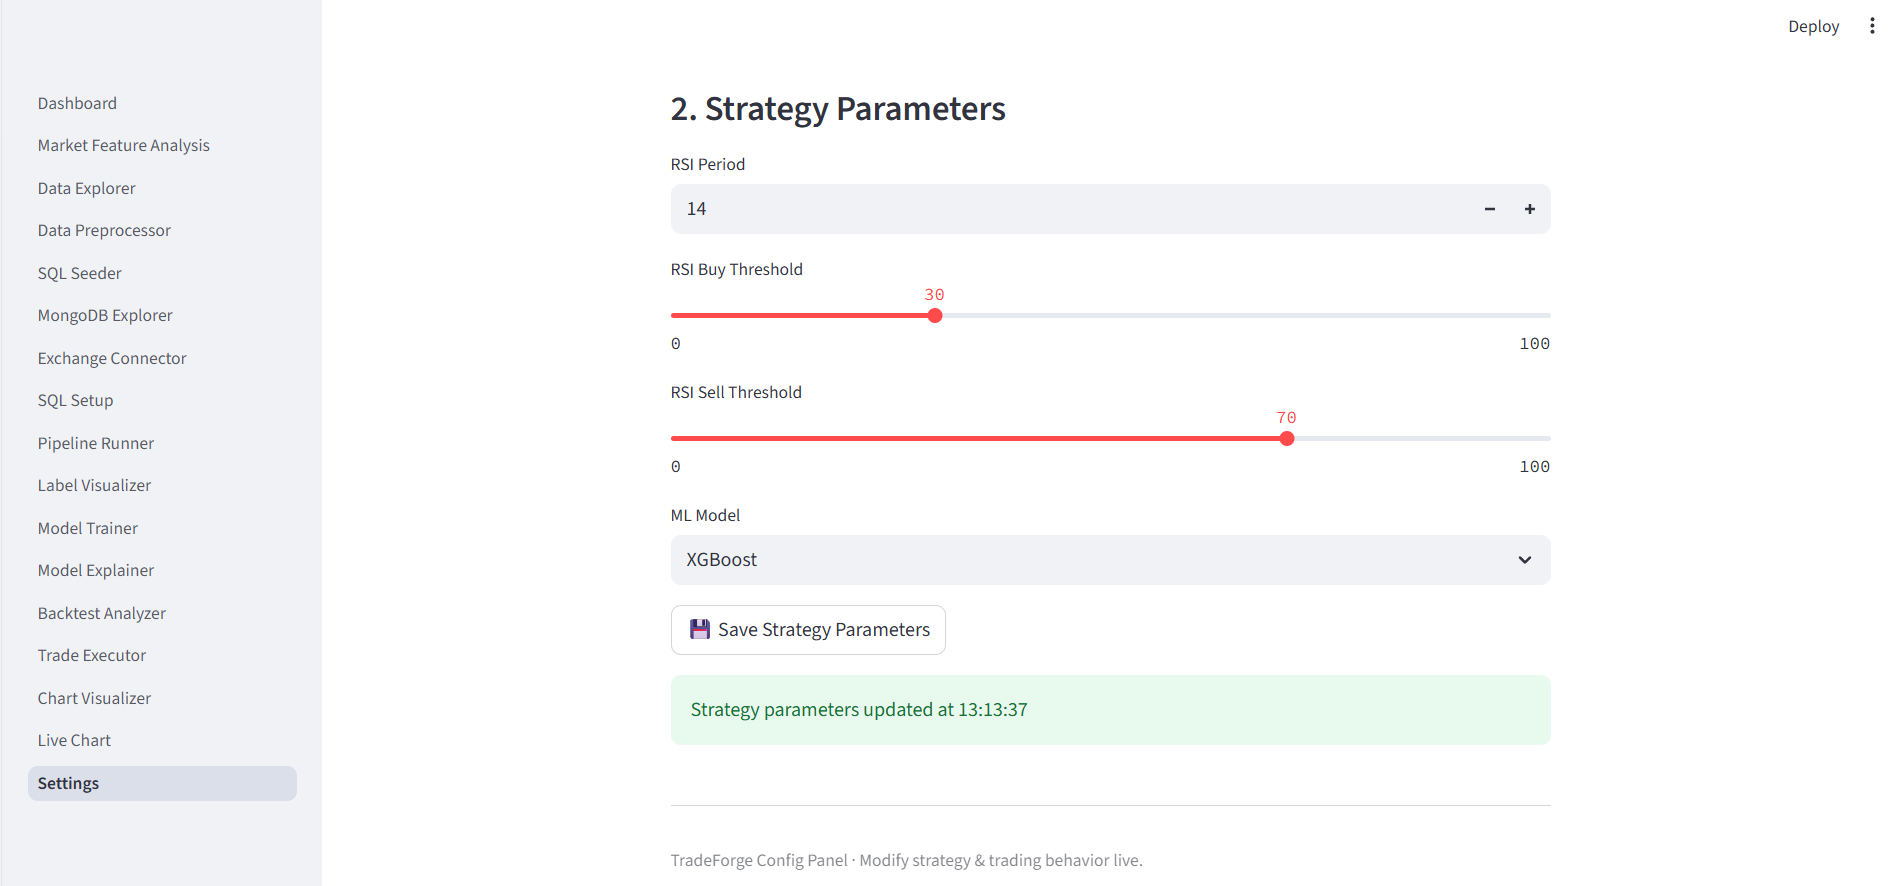 Deploy
Dashboard
Market Feature Analysis
Data Explorer
Data Preprocessor
SQL Seeder
MongoDB Explorer
Exchange Connector
SQL Setup
Pipeline Runner
Label Visualizer
Model Trainer
Model Explainer
Backtest Analyzer
Trade Executor
Chart Visualizer
Live Chart
Settings
2. Strategy Parameters
RSI Period
14
RSI Buy Threshold
30
0 100
RSI Sell Threshold
70
0 100
ML Model
XGBoost
Save Strategy Parameters
Strategy parameters updated at 13:13:37
TradeForge Config Panel · Modify strategy & trading behavior live.